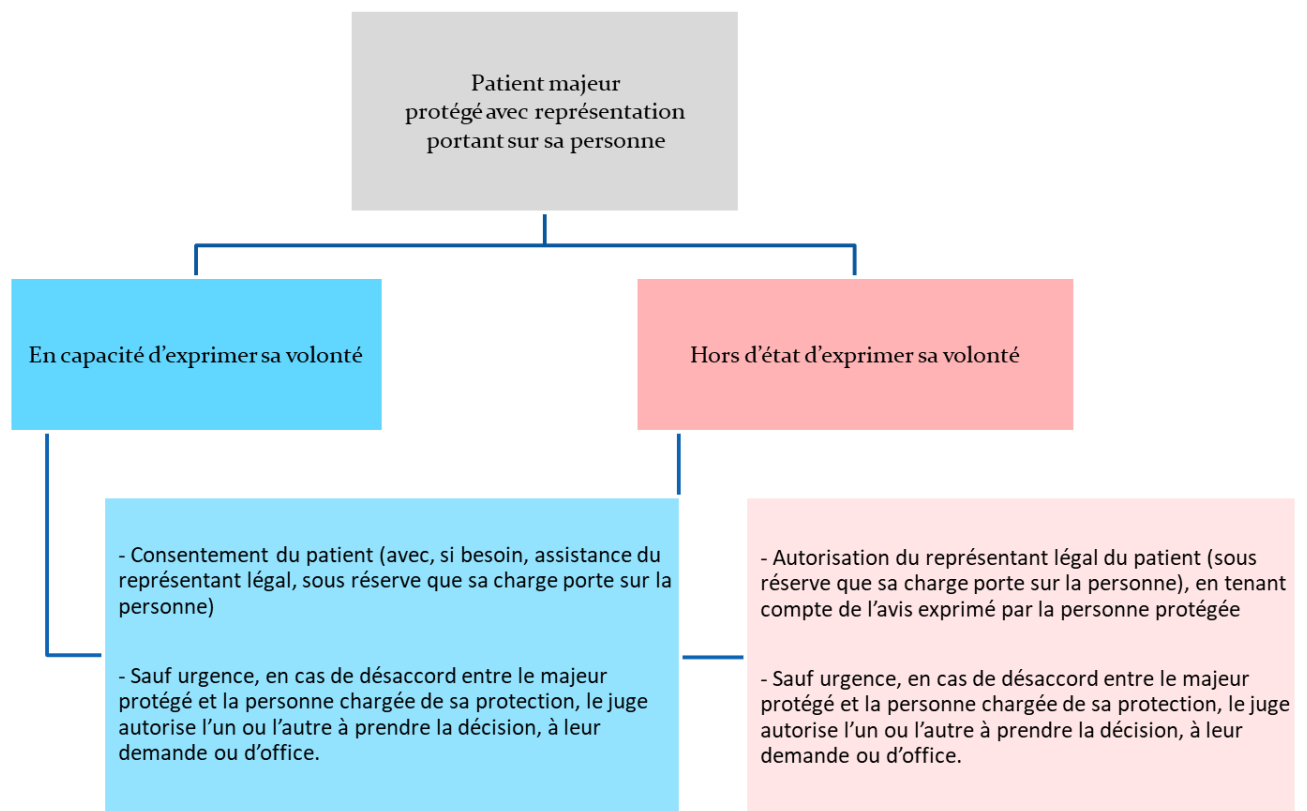 Patient majeur
protégé avec représentation
portant sur sa personne
En capacité d’exprimer sa volonté
Hors d’état d’exprimer sa volonté
- Consentement du patient (avec, si besoin, assistance du
représentant légal, sous réserve que sa charge porte sur la
personne)
- Sauf urgence, en cas de désaccord entre le majeur
protégé et la personne chargée de sa protection, le juge
autorise l’un ou l’autre à prendre la décision, à leur
demande ou d’office.
- Autorisation du représentant légal du patient (sous
réserve que sa charge porte sur la personne), en tenant
compte de l’avis exprimé par la personne protégée
- Sauf urgence, en cas de désaccord entre le majeur
protégé et la personne chargée de sa protection, le juge
autorise l’un ou l’autre à prendre la décision, à leur
demande ou d’office.